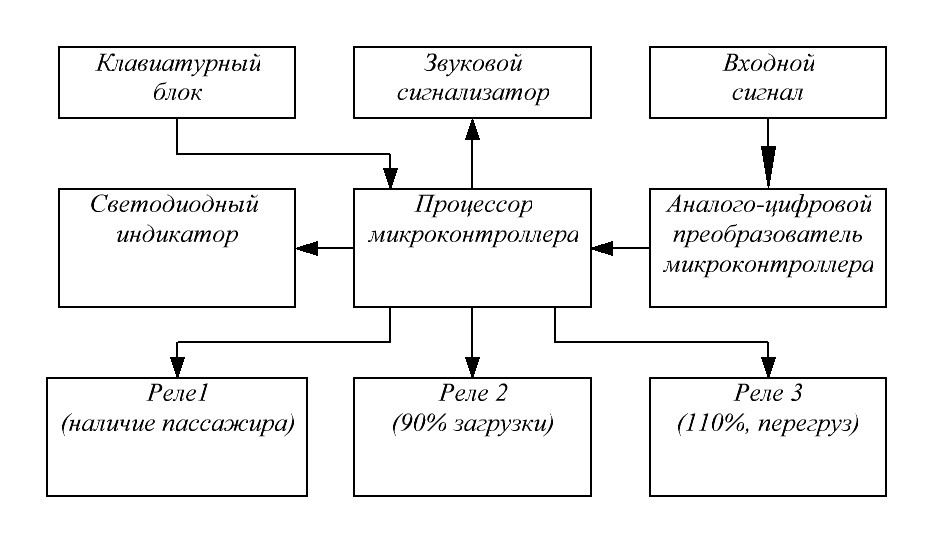 Клавиатурный
блок
Звуковой
сигнализатор
Входной
сигнал
Светодиодный
индикатор
Процессор
микроконтроллера
Аналого-цифровой
преобразователь
микроконтроллера
Реле1
(наличие пассажира)
Реле 2
(90% загрузки)
Реле 3
(110%, перегруз)